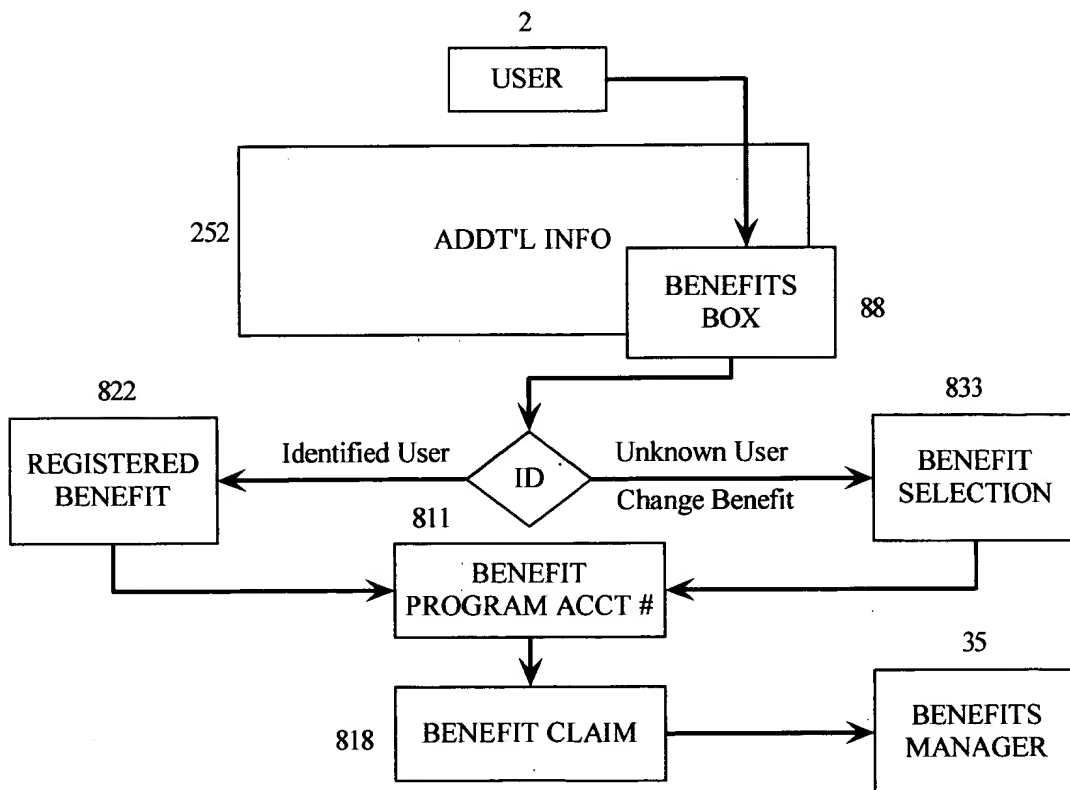 2
USER
252
ADDT'L INFO
BENEFITS
BOX
88
822
833
REGISTERED
BENEFIT
Identified User
ID
Unknown User
Change Benefit
BENEFIT
SELECTION
811
BENEFIT
PROGRAM ACCT #
35
818
BENEFIT CLAIM
BENEFITS
MANAGER